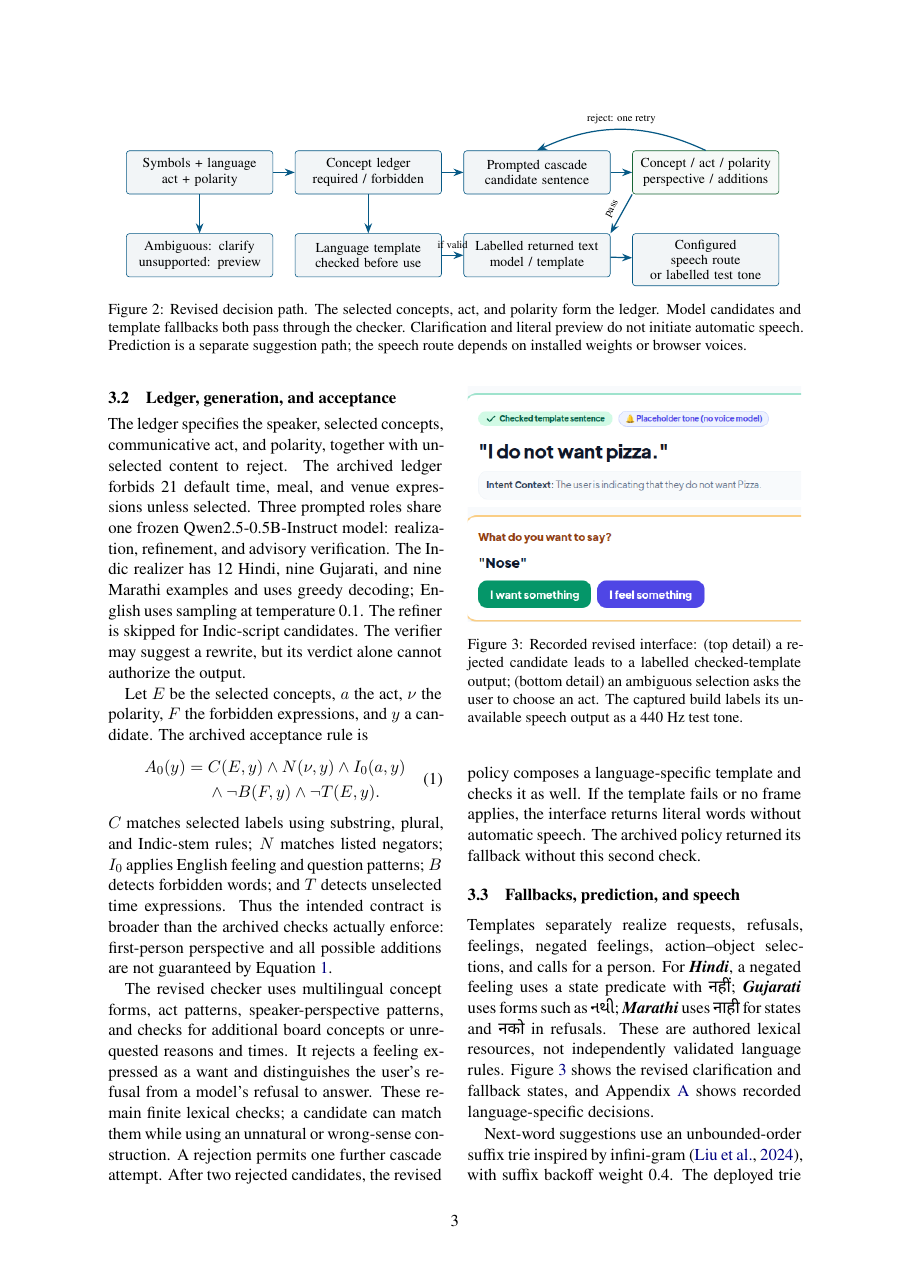 reject: one retry
Symbols + language
act + polarity
Concept ledger
required / forbidden
Prompted cascade
candidate sentence
Concept / act / polarity
perspective / additions
pass
Ambiguous: clarify
unsupported: preview
Language template
checked before use
if valid
Labelled returned text
model / template
Configured
speech route
or labelled test tone
Figure 2: Revised decision path. The selected concepts, act, and polarity form the ledger. Model candidates and
template fallbacks both pass through the checker. Clarification and literal preview do not initiate automatic speech.
Prediction is a separate suggestion path; the speech route depends on installed weights or browser voices.
3.2 Ledger, generation, and acceptance
The ledger specifies the speaker, selected concepts,
communicative act, and polarity, together with un-
selected content to reject. The archived ledger
forbids 21 default time, meal, and venue expres-
sions unless selected. Three prompted roles share
one frozen Qwen2.5-0.5B-Instruct model: realiza-
tion, refinement, and advisory verification. The In-
dic realizer has 12 Hindi, nine Gujarati, and nine
Marathi examples and uses greedy decoding; En-
glish uses sampling at temperature 0.1. The refiner
is skipped for Indic-script candidates. The verifier
may suggest a rewrite, but its verdict alone cannot
authorize the output.
Let E be the selected concepts, a the act, ν the
polarity, F the forbidden expressions, and y a can-
didate. The archived acceptance rule is
A₀(y) = C(E, y) ∧ N(ν, y) ∧ I₀(a, y)
∧ ¬B(F, y) ∧ ¬T(E, y).
(1)
C matches selected labels using substring, plural,
and Indic-stem rules; N matches listed negators;
I₀ applies English feeling and question patterns; B
detects forbidden words; and T detects unselected
time expressions. Thus the intended contract is
broader than the archived checks actually enforce:
first-person perspective and all possible additions
are not guaranteed by Equation 1.
The revised checker uses multilingual concept
forms, act patterns, speaker-perspective patterns,
and checks for additional board concepts or unre-
quested reasons and times. It rejects a feeling ex-
pressed as a want and distinguishes the user's re-
fusal from a model's refusal to answer. These re-
main finite lexical checks; a candidate can match
them while using an unnatural or wrong-sense con-
struction. A rejection permits one further cascade
attempt. After two rejected candidates, the revised
✓ Checked template sentence
🔔 Placeholder tone (no voice model)
"I do not want pizza."
Intent Context: The user is indicating that they do not want Pizza.
What do you want to say?
"Nose"
I want something
I feel something
Figure 3: Recorded revised interface: (top detail) a re-
jected candidate leads to a labelled checked-template
output; (bottom detail) an ambiguous selection asks the
user to choose an act. The captured build labels its un-
available speech output as a 440 Hz test tone.
policy composes a language-specific template and
checks it as well. If the template fails or no frame
applies, the interface returns literal words without
automatic speech. The archived policy returned its
fallback without this second check.
3.3 Fallbacks, prediction, and speech
Templates separately realize requests, refusals,
feelings, negated feelings, action–object selec-
tions, and calls for a person. For Hindi, a negated
feeling uses a state predicate with नहीं; Gujarati
uses forms such as નથી; Marathi uses नाही for states
and नको in refusals. These are authored lexical
resources, not independently validated language
rules. Figure 3 shows the revised clarification and
fallback states, and Appendix A shows recorded
language-specific decisions.
Next-word suggestions use an unbounded-order
suffix trie inspired by infini-gram (Liu et al., 2024),
with suffix backoff weight 0.4. The deployed trie
3